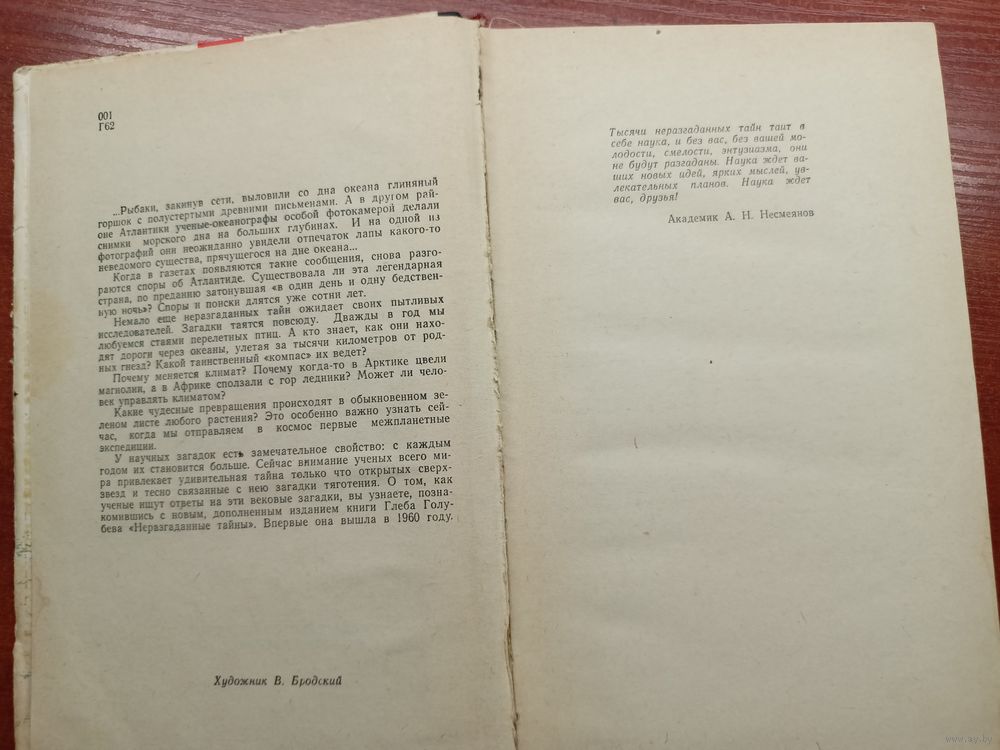 001
Г62
...Рыбаки, закинув сети, выловили со дна океана глиняный
горшок с полустертыми древними письменами. А в другом рай-
оне Атлантики ученые-океанографы особой фотокамерой делали
снимки морского дна на больших глубинах. И на одной из
фотографий они неожиданно увидели отпечаток лапы какого-то
неведомого существа, прячущегося на дне океана...
Когда в газетах появляются такие сообщения, снова разго-
раются споры об Атлантиде. Существовала ли эта легендарная
страна, по преданию затонувшая «в один день и одну бедствен-
ную ночь»? Споры и поиски длятся уже сотни лет.
Немало еще неразгаданных тайн ожидает своих пытливых
исследователей. Загадки таятся повсюду. Дважды в год мы
любуемся стаями перелетных птиц. А кто знает, как они нахо-
дят дороги через океаны, улетая за тысячи километров от род-
ных гнезд? Какой таинственный «компас» их ведет?
Почему меняется климат? Почему когда-то в Арктике цвели
магнолии, а в Африке сползали с гор ледники? Может ли чело-
век управлять климатом?
Какие чудесные превращения происходят в обыкновенном зе-
леном листе любого растения? Это особенно важно узнать сей-
час, когда мы отправляем в космос первые межпланетные
экспедиции.
У научных загадок есть замечательное свойство: с каждым
годом их становится больше. Сейчас внимание ученых всего ми-
ра привлекает удивительная тайна только что открытых сверх-
звезд и тесно связанные с нею загадки тяготения. О том, как
ученые ищут ответы на эти вековые загадки, вы узнаете, позна-
комившись с новым, дополненным изданием книги Глеба Голу-
бева «Неразгаданные тайны». Впервые она вышла в 1960 году.
Художник В. Бродский
Тысячи неразгаданных тайн таит в
себе наука, и без вас, без вашей мо-
лодости, смелости, энтузиазма, они
не будут разгаданы. Наука ждет ва-
ших новых идей, ярких мыслей, ув-
лекательных планов. Наука ждет
вас, друзья!
Академик А. Н. Несмеянов
www.ay.by